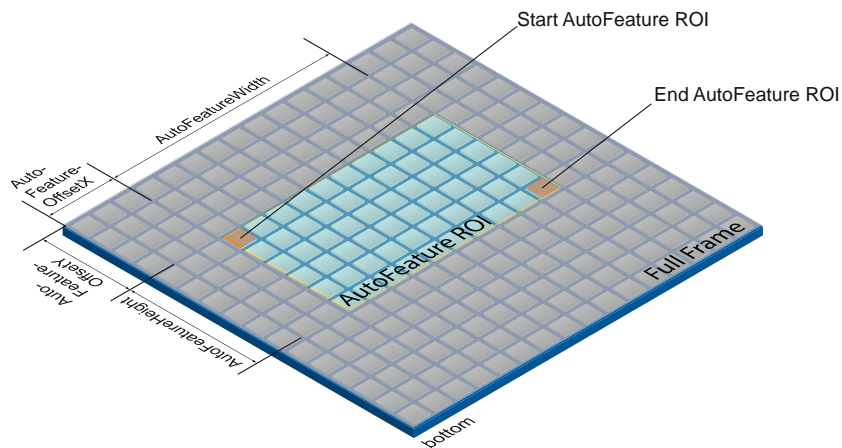 Start AutoFeature ROI
End AutoFeature ROI
AutoFeatureWidth
Auto-
Feature-
OffsetX
AutoFeature ROI
Full Frame
Auto-
Feature-
OffsetY
AutoFeatureHeight
bottom